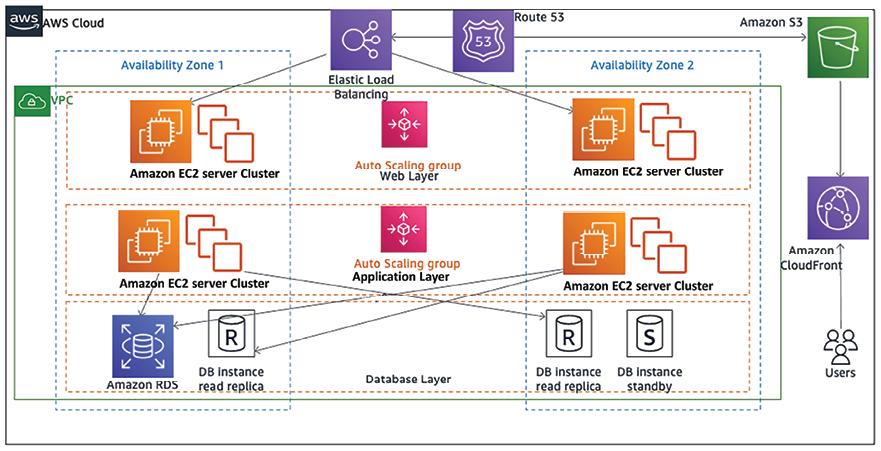 aws
AWS Cloud
Route 53
53
Amazon S3
Availability Zone 1
Elastic Load
Balancing
Availability Zone 2
VPC
Amazon EC2 server Cluster
Auto Scaling group
Web Layer
Amazon EC2 server Cluster
Amazon EC2 server Cluster
Auto Scaling group
Application Layer
Amazon EC2 server Cluster
Amazon
CloudFront
R
R
S
Amazon RDS
DB instance
read replica
Database Layer
DB instance
read replica
DB instance
standby
Users